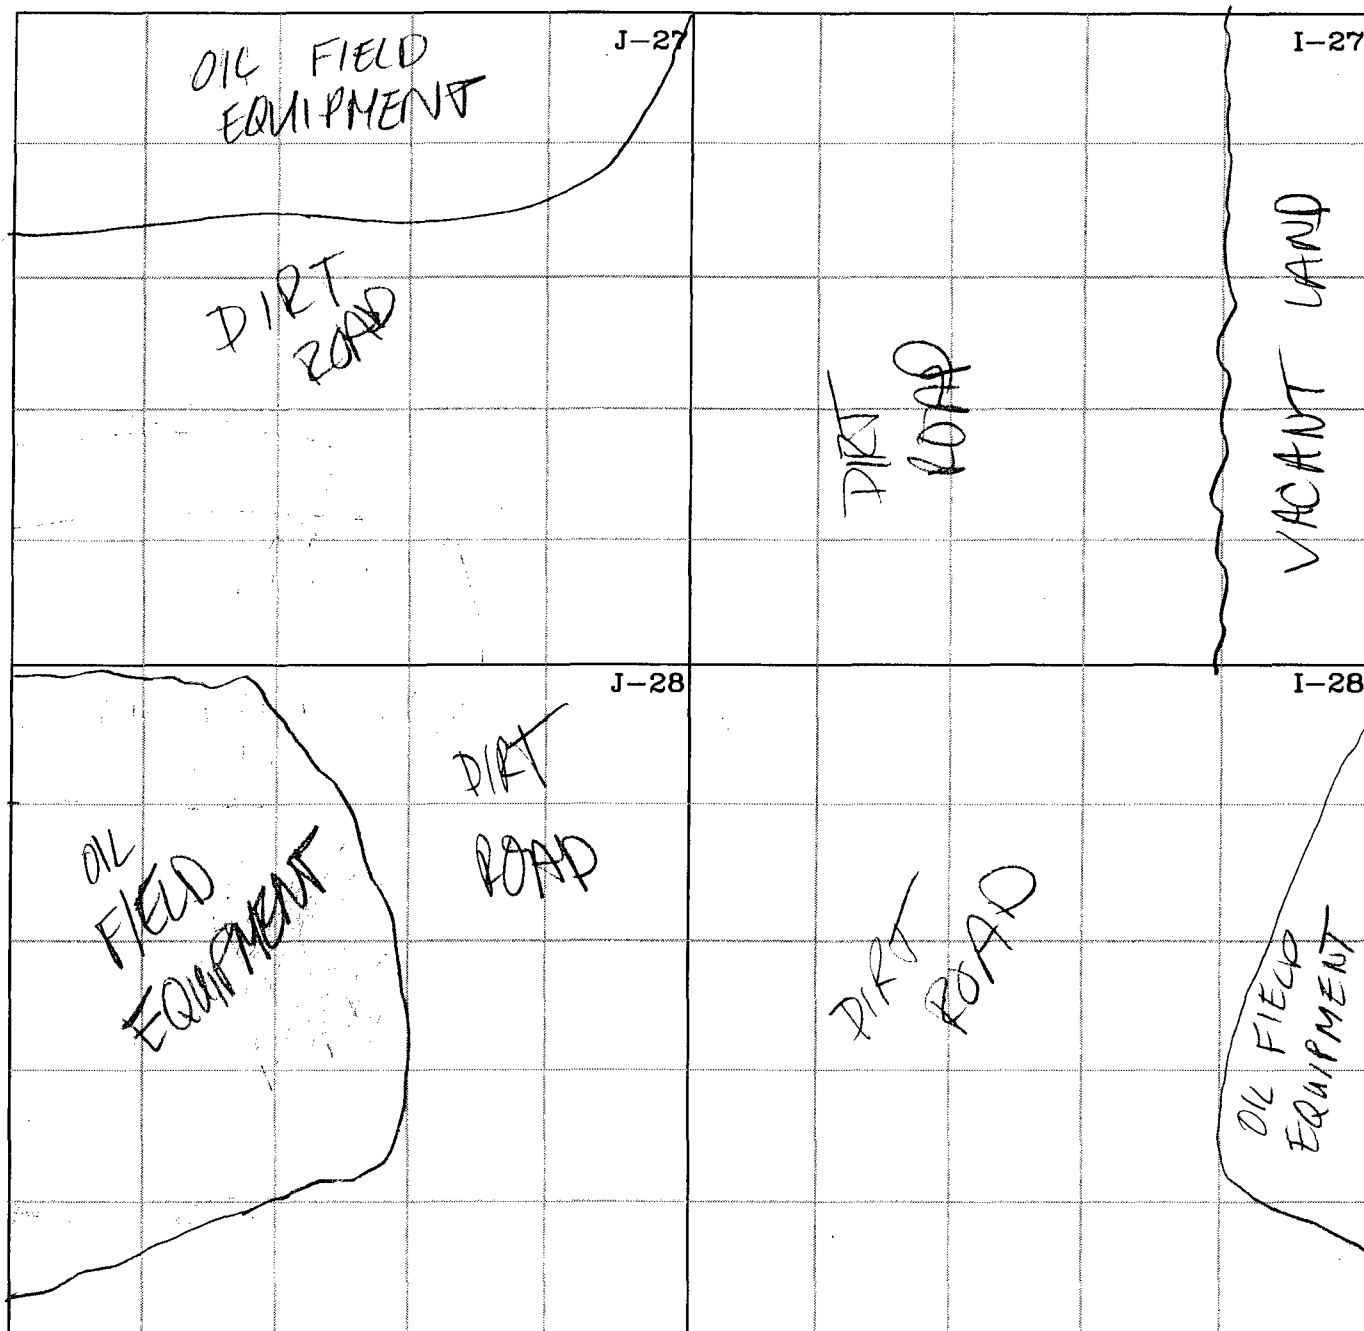 J-27
OIL FIELD
EQUIPMENT
DIRT
ROAD
I-27
DIRT
ROAD
VACANT LAND
J-28
OIL
FIELD
EQUIPMENT
DIRT
ROAD
I-28
DIRT
ROAD
OIL FIELD
EQUIPMENT